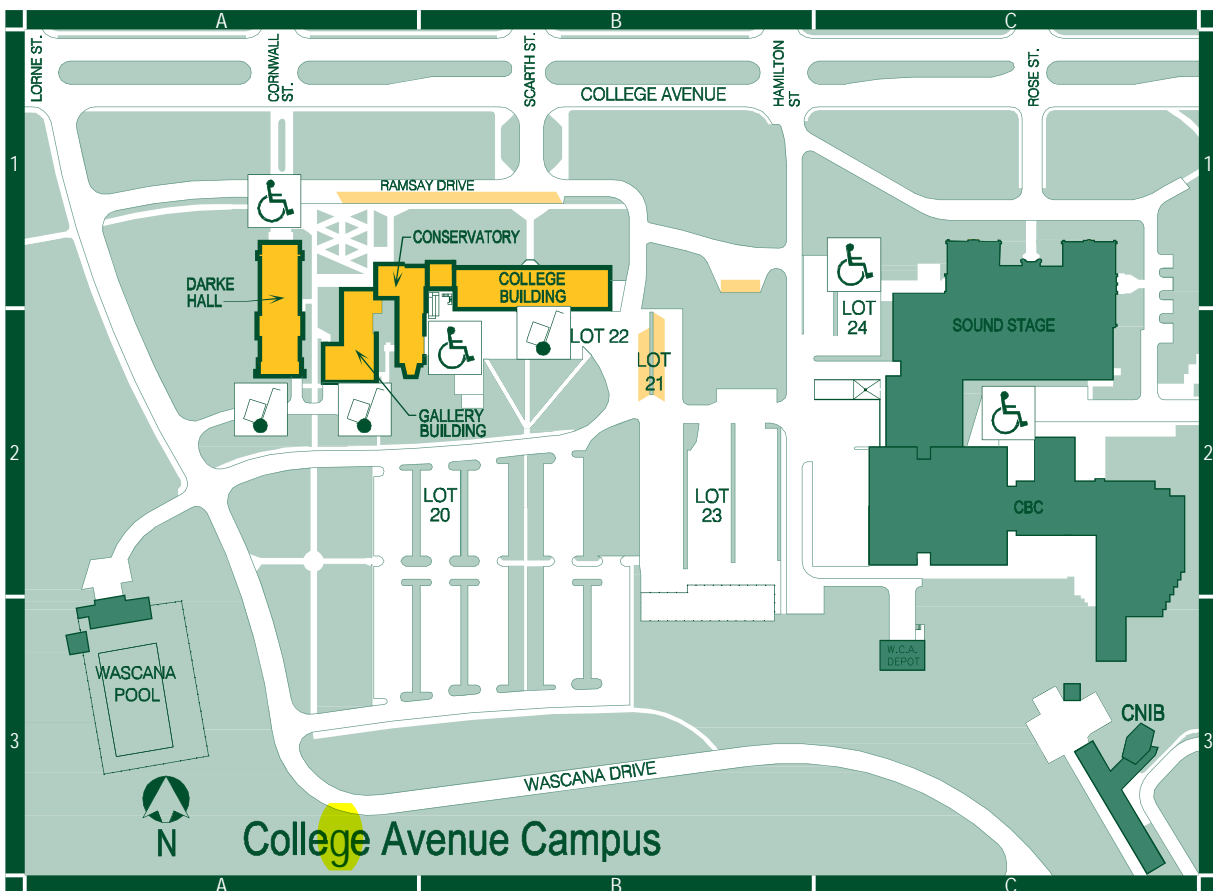 A B C
LORNE ST.
CORNWALL
ST.
SCARTH ST.
COLLEGE AVENUE
HAMILTON
ST
ROSE ST.
1 1
RAMSAY DRIVE
CONSERVATORY
DARKE
HALL
COLLEGE
BUILDING
LOT 22
LOT
24
SOUND STAGE
LOT
21
GALLERY
BUILDING
2 2
LOT
20
LOT
23
CBC
W.C.A.
DEPOT
WASCANA
POOL
CNIB
3 3
WASCANA DRIVE
N
College Avenue Campus
A B C